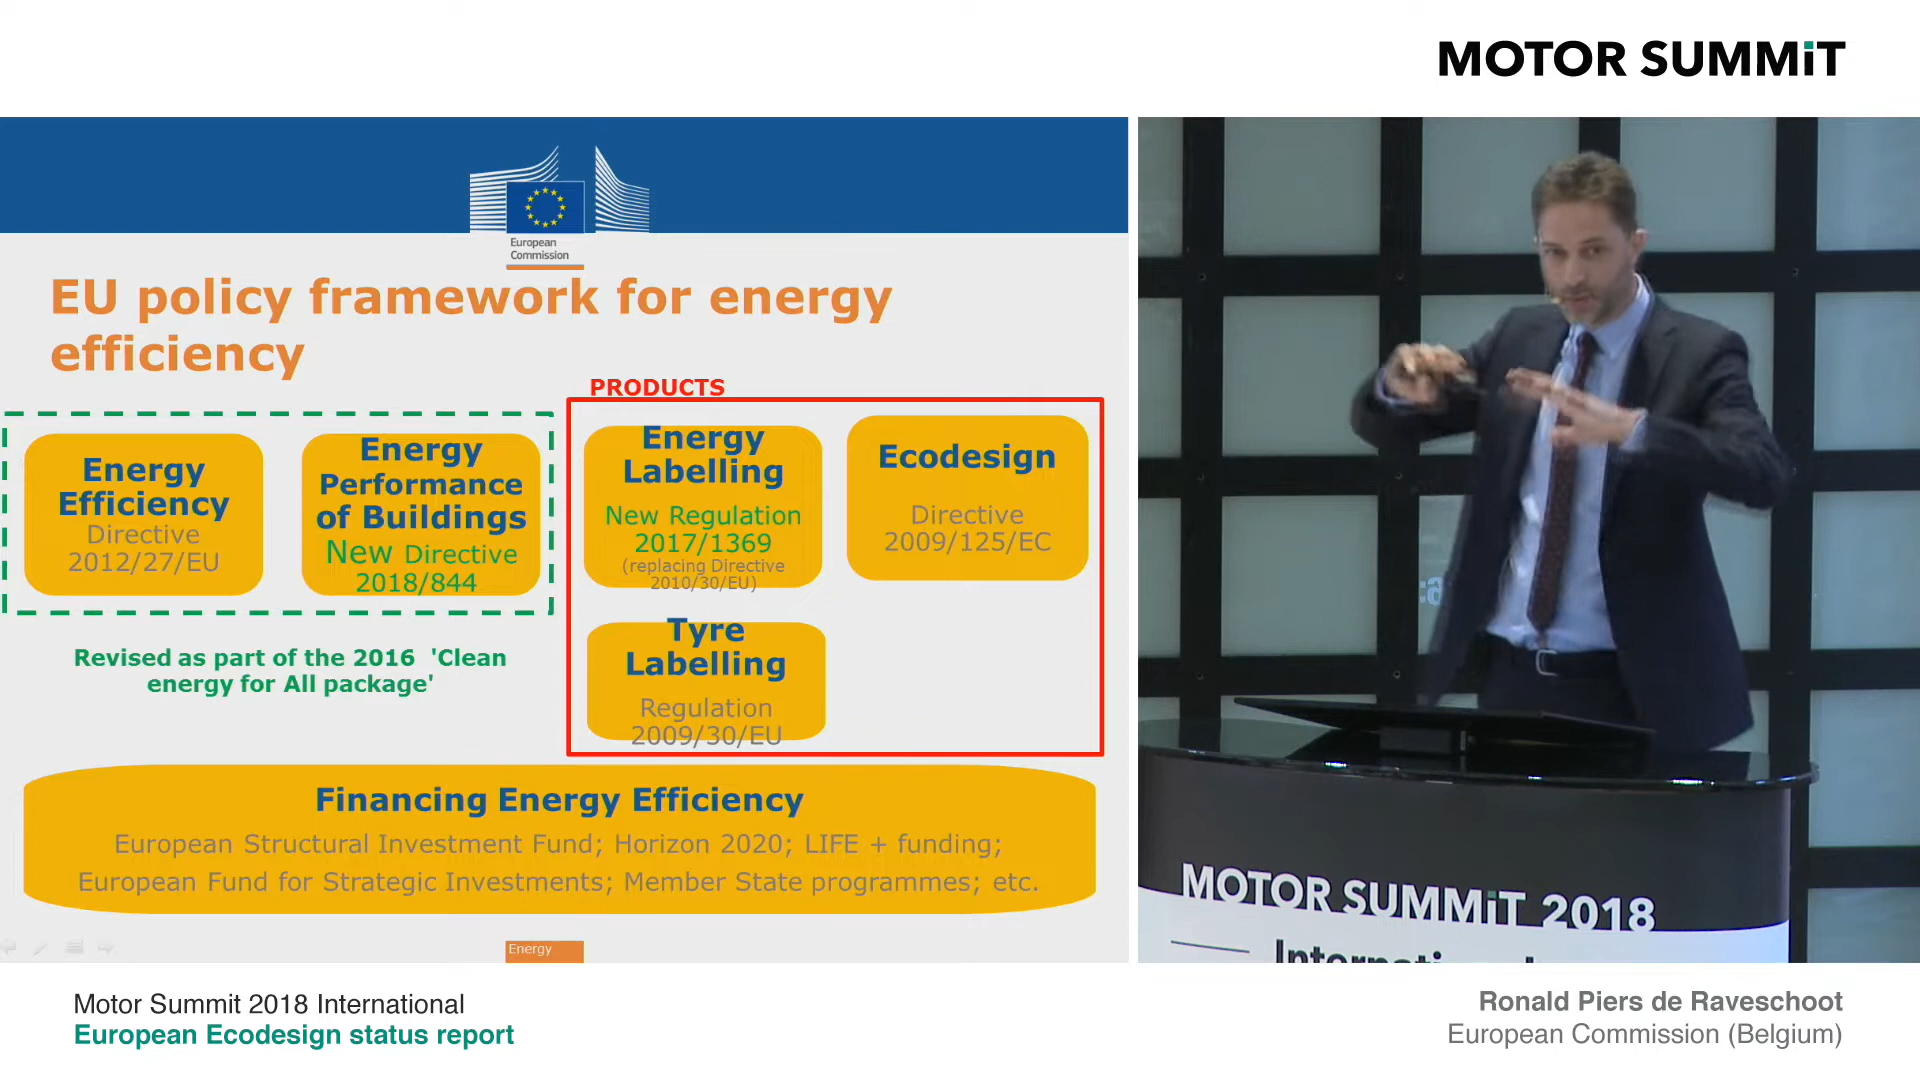 MOTOR SUMMiT
European
Commission
EU policy framework for energy
efficiency
PRODUCTS
Energy
Efficiency
Directive
2012/27/EU
Energy
Performance
of Buildings
New Directive
2018/844
Energy
Labelling
New Regulation
2017/1369
(replacing Directive
2010/30/EU)
Ecodesign
Directive
2009/125/EC
Revised as part of the 2016 'Clean
energy for All package'
Tyre
Labelling
Regulation
2009/30/EU
Financing Energy Efficiency
European Structural Investment Fund; Horizon 2020; LIFE + funding;
European Fund for Strategic Investments; Member State programmes; etc.
Energy
MOTOR SUMMiT 2018
International
Motor Summit 2018 International
European Ecodesign status report
Ronald Piers de Raveschoot
European Commission (Belgium)